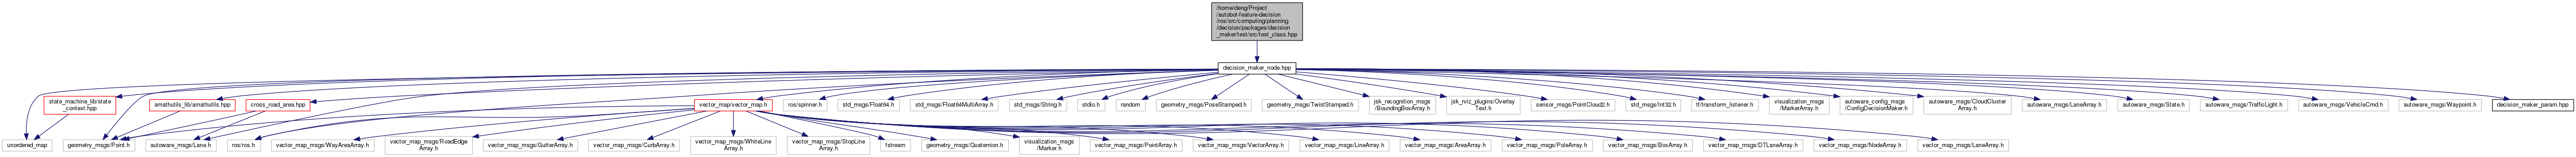 /home/deng/Project
/autobot-feature-decision
/ros/src/computing/planning
/decision/packages/decision
_maker/test/src/test_class.hpp
decision_maker_node.hpp
state_machine_lib/state
_context.hpp
amathutils_lib/amathutils.hpp
cross_road_area.hpp
vector_map/vector_map.h
ros/spinner.h
std_msgs/Float64.h
std_msgs/Float64MultiArray.h
std_msgs/String.h
stdio.h
random
geometry_msgs/PoseStamped.h
geometry_msgs/TwistStamped.h
jsk_recognition_msgs
/BoundingBoxArray.h
jsk_rviz_plugins/Overlay
Text.h
sensor_msgs/PointCloud2.h
std_msgs/Int32.h
tf/transform_listener.h
visualization_msgs
/MarkerArray.h
autoware_config_msgs
/ConfigDecisionMaker.h
autoware_msgs/CloudCluster
Array.h
autoware_msgs/LaneArray.h
autoware_msgs/State.h
autoware_msgs/TrafficLight.h
autoware_msgs/VehicleCmd.h
autoware_msgs/Waypoint.h
decision_maker_param.hpp
unordered_map
geometry_msgs/Point.h
autoware_msgs/Lane.h
ros/ros.h
vector_map_msgs/WayAreaArray.h
vector_map_msgs/RoadEdge
Array.h
vector_map_msgs/GutterArray.h
vector_map_msgs/CurbArray.h
vector_map_msgs/WhiteLine
Array.h
vector_map_msgs/StopLine
Array.h
fstream
geometry_msgs/Quaternion.h
visualization_msgs
/Marker.h
vector_map_msgs/PointArray.h
vector_map_msgs/VectorArray.h
vector_map_msgs/LineArray.h
vector_map_msgs/AreaArray.h
vector_map_msgs/PoleArray.h
vector_map_msgs/BoxArray.h
vector_map_msgs/DTLaneArray.h
vector_map_msgs/NodeArray.h
vector_map_msgs/LaneArray.h